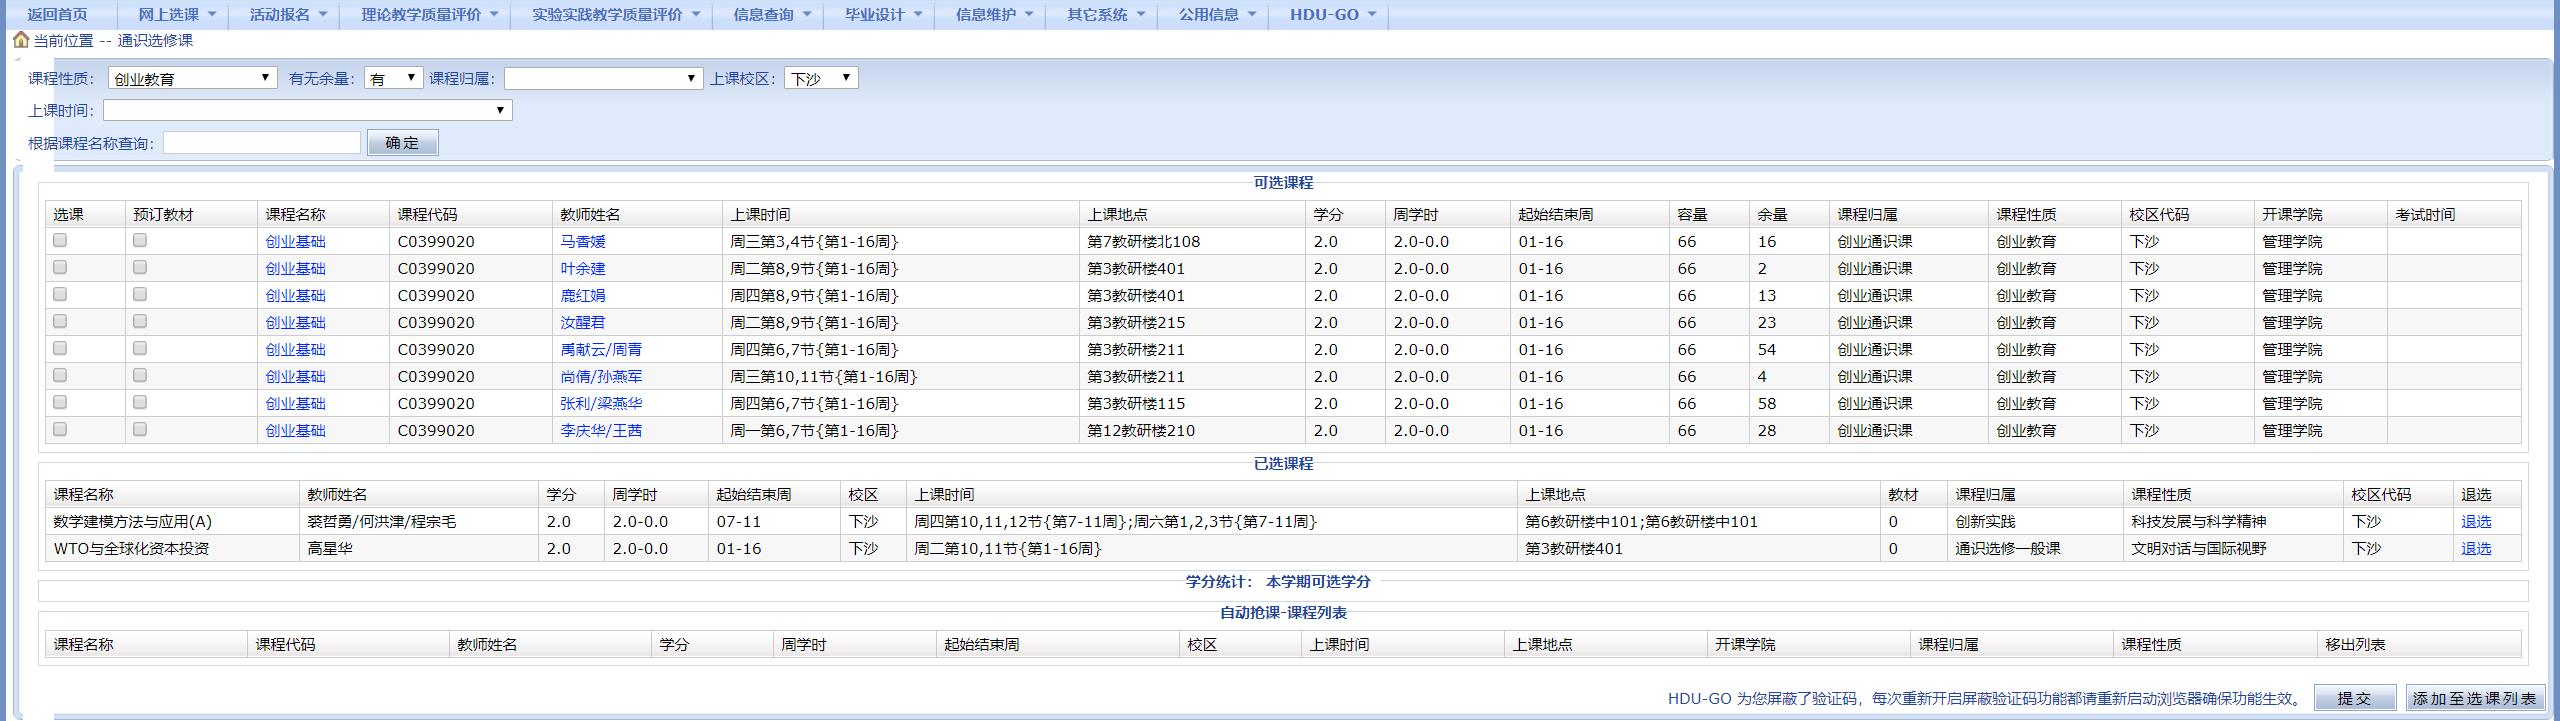 返回首页 网上选课 活动报名 理论教学质量评价 实验实践教学质量评价 信息查询 毕业设计 信息维护 其它系统 公用信息 HDU-GO
当前位置 -- 通识选修课
课程性质： 创业教育 有无余量： 有 课程归属： 上课校区： 下沙
上课时间：
根据课程名称查询： 确 定
可选课程
选课 预订教材 课程名称 课程代码 教师姓名 上课时间 上课地点 学分 周学时 起始结束周 容量 余量 课程归属 课程性质 校区代码 开课学院 考试时间
创业基础 C0399020 马香媛 周三第3,4节{第1-16周} 第7教研楼北108 2.0 2.0-0.0 01-16 66 16 创业通识课 创业教育 下沙 管理学院
创业基础 C0399020 叶余建 周二第8,9节{第1-16周} 第3教研楼401 2.0 2.0-0.0 01-16 66 2 创业通识课 创业教育 下沙 管理学院
创业基础 C0399020 鹿红娟 周四第8,9节{第1-16周} 第3教研楼401 2.0 2.0-0.0 01-16 66 13 创业通识课 创业教育 下沙 管理学院
创业基础 C0399020 汝醒君 周二第8,9节{第1-16周} 第3教研楼215 2.0 2.0-0.0 01-16 66 23 创业通识课 创业教育 下沙 管理学院
创业基础 C0399020 禹献云/周青 周四第6,7节{第1-16周} 第3教研楼211 2.0 2.0-0.0 01-16 66 54 创业通识课 创业教育 下沙 管理学院
创业基础 C0399020 尚倩/孙燕军 周三第10,11节{第1-16周} 第3教研楼211 2.0 2.0-0.0 01-16 66 4 创业通识课 创业教育 下沙 管理学院
创业基础 C0399020 张利/梁燕华 周四第6,7节{第1-16周} 第3教研楼115 2.0 2.0-0.0 01-16 66 58 创业通识课 创业教育 下沙 管理学院
创业基础 C0399020 李庆华/王茜 周一第6,7节{第1-16周} 第12教研楼210 2.0 2.0-0.0 01-16 66 28 创业通识课 创业教育 下沙 管理学院
已选课程
课程名称 教师姓名 学分 周学时 起始结束周 校区 上课时间 上课地点 教材 课程归属 课程性质 校区代码 退选
数学建模方法与应用(A) 裘哲勇/何洪津/程宗毛 2.0 2.0-0.0 07-11 下沙 周四第10,11,12节{第7-11周};周六第1,2,3节{第7-11周} 第6教研楼中101;第6教研楼中101 0 创新实践 科技发展与科学精神 下沙 退选
WTO与全球化资本投资 高星华 2.0 2.0-0.0 01-16 下沙 周二第10,11节{第1-16周} 第3教研楼401 0 通识选修一般课 文明对话与国际视野 下沙 退选
学分统计： 本学期可选学分
自动抢课-课程列表
课程名称 课程代码 教师姓名 学分 周学时 起始结束周 校区 上课时间 上课地点 开课学院 课程归属 课程性质 移出列表
HDU-GO 为您屏蔽了验证码，每次重新开启屏蔽验证码功能都请重新启动浏览器确保功能生效。 提交 添加至选课列表